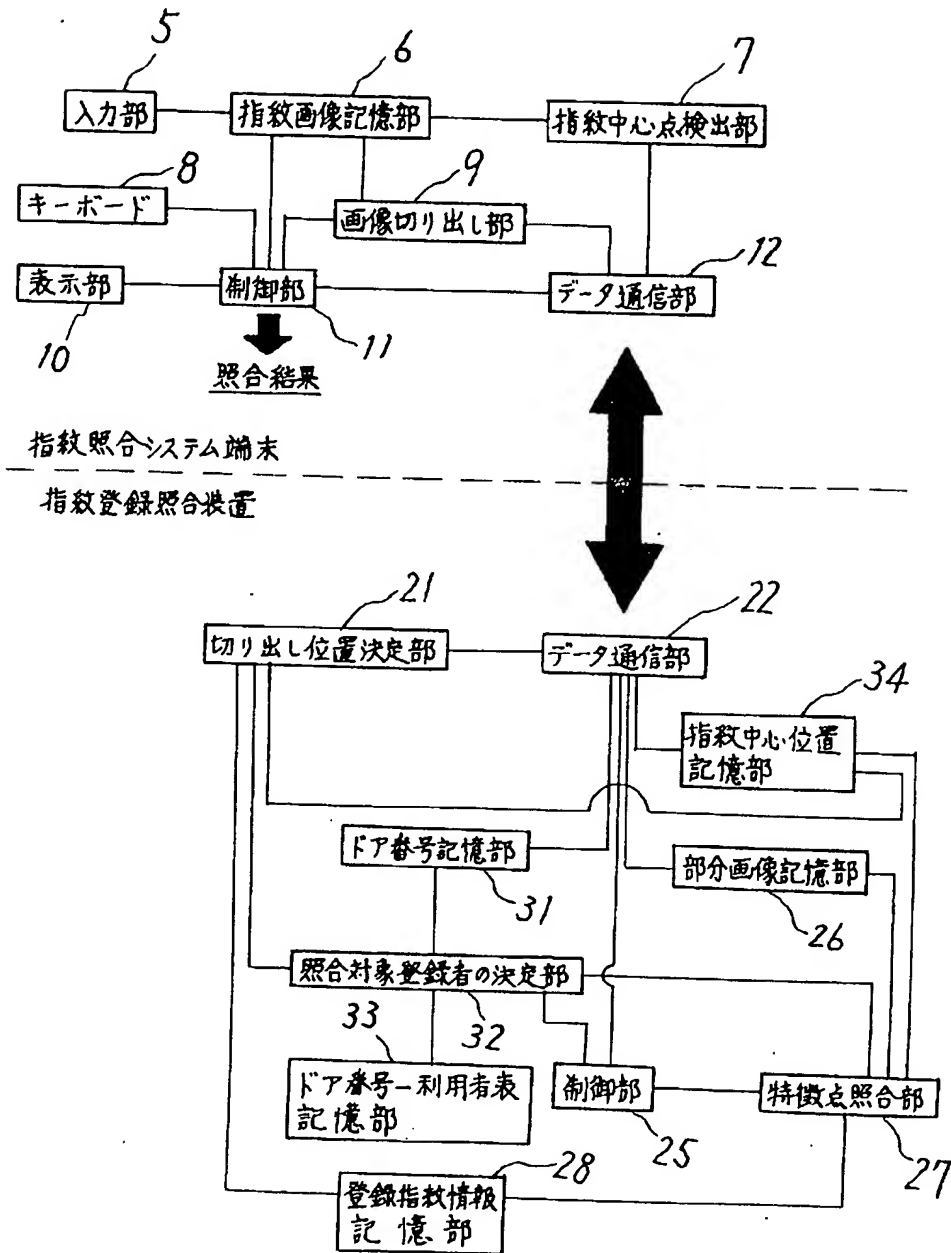 5
6
7
入力部
指紋画像記憶部
指紋中心点検出部
8
9
キーボード
画像切り出し部
12
表示部
制御部
データ通信部
10
11
照合結果
指紋照合システム端末
指紋登録照合装置
21
22
切り出し位置決定部
データ通信部
34
指紋中心位置
記憶部
ドア番号記憶部
31
部分画像記憶部
26
照合対象登録者の決定部
32
33
ドア番号－利用者表
記憶部
制御部
25
特徴点照合部
27
28
登録指紋情報
記憶部